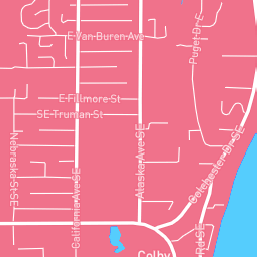 E Van Buren Ave
Puget Dr E
E Fillmore St
SE Truman St
Nebraska St SE
California Ave SE
Alaska Ave SE
Colchester Dr SE
Rd SE
Colby